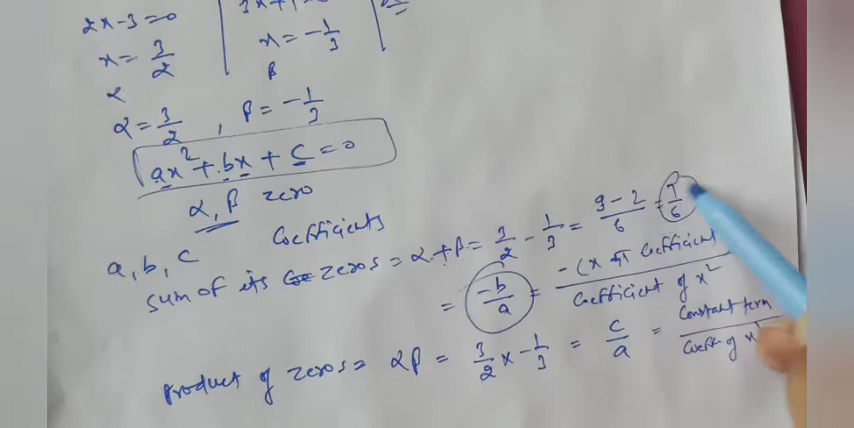 2x-3=0
x= 3/2
x= -1/3
α
β
α= 3/2 , β= -1/3
ax²+bx+c=0
α, β zero
a, b, c Coefficients
sum of its zeros = α+β= 3/2 - 1/3 = 9-2/6 = 7/6
= -b/a = -(x Coefficient / Coefficient of x²
product of zeros= αβ = 3/2 x -1/3 = c/a = Constant term / Coeff of x